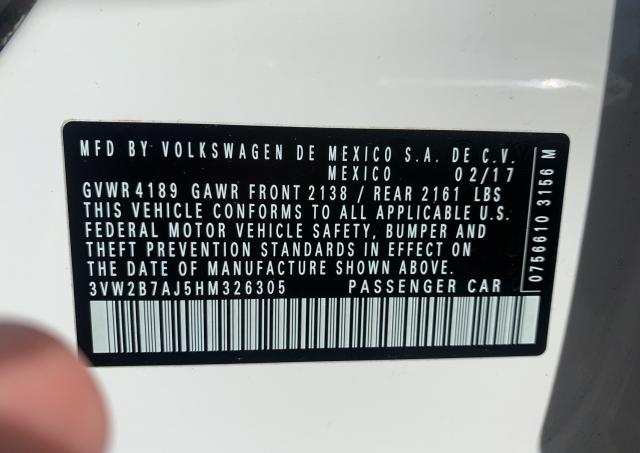 MFD BY VOLKSWAGEN DE MEXICO S.A. DE C.V.
MEXICO 02/17
GVWR 4189 GAWR FRONT 2138 / REAR 2161 LBS
THIS VEHICLE CONFORMS TO ALL APPLICABLE U.S.
FEDERAL MOTOR VEHICLE SAFETY, BUMPER AND
THEFT PREVENTION STANDARDS IN EFFECT ON
THE DATE OF MANUFACTURE SHOWN ABOVE.
3VW2B7AJ5HM326305 PASSENGER CAR
0756610 3156 M